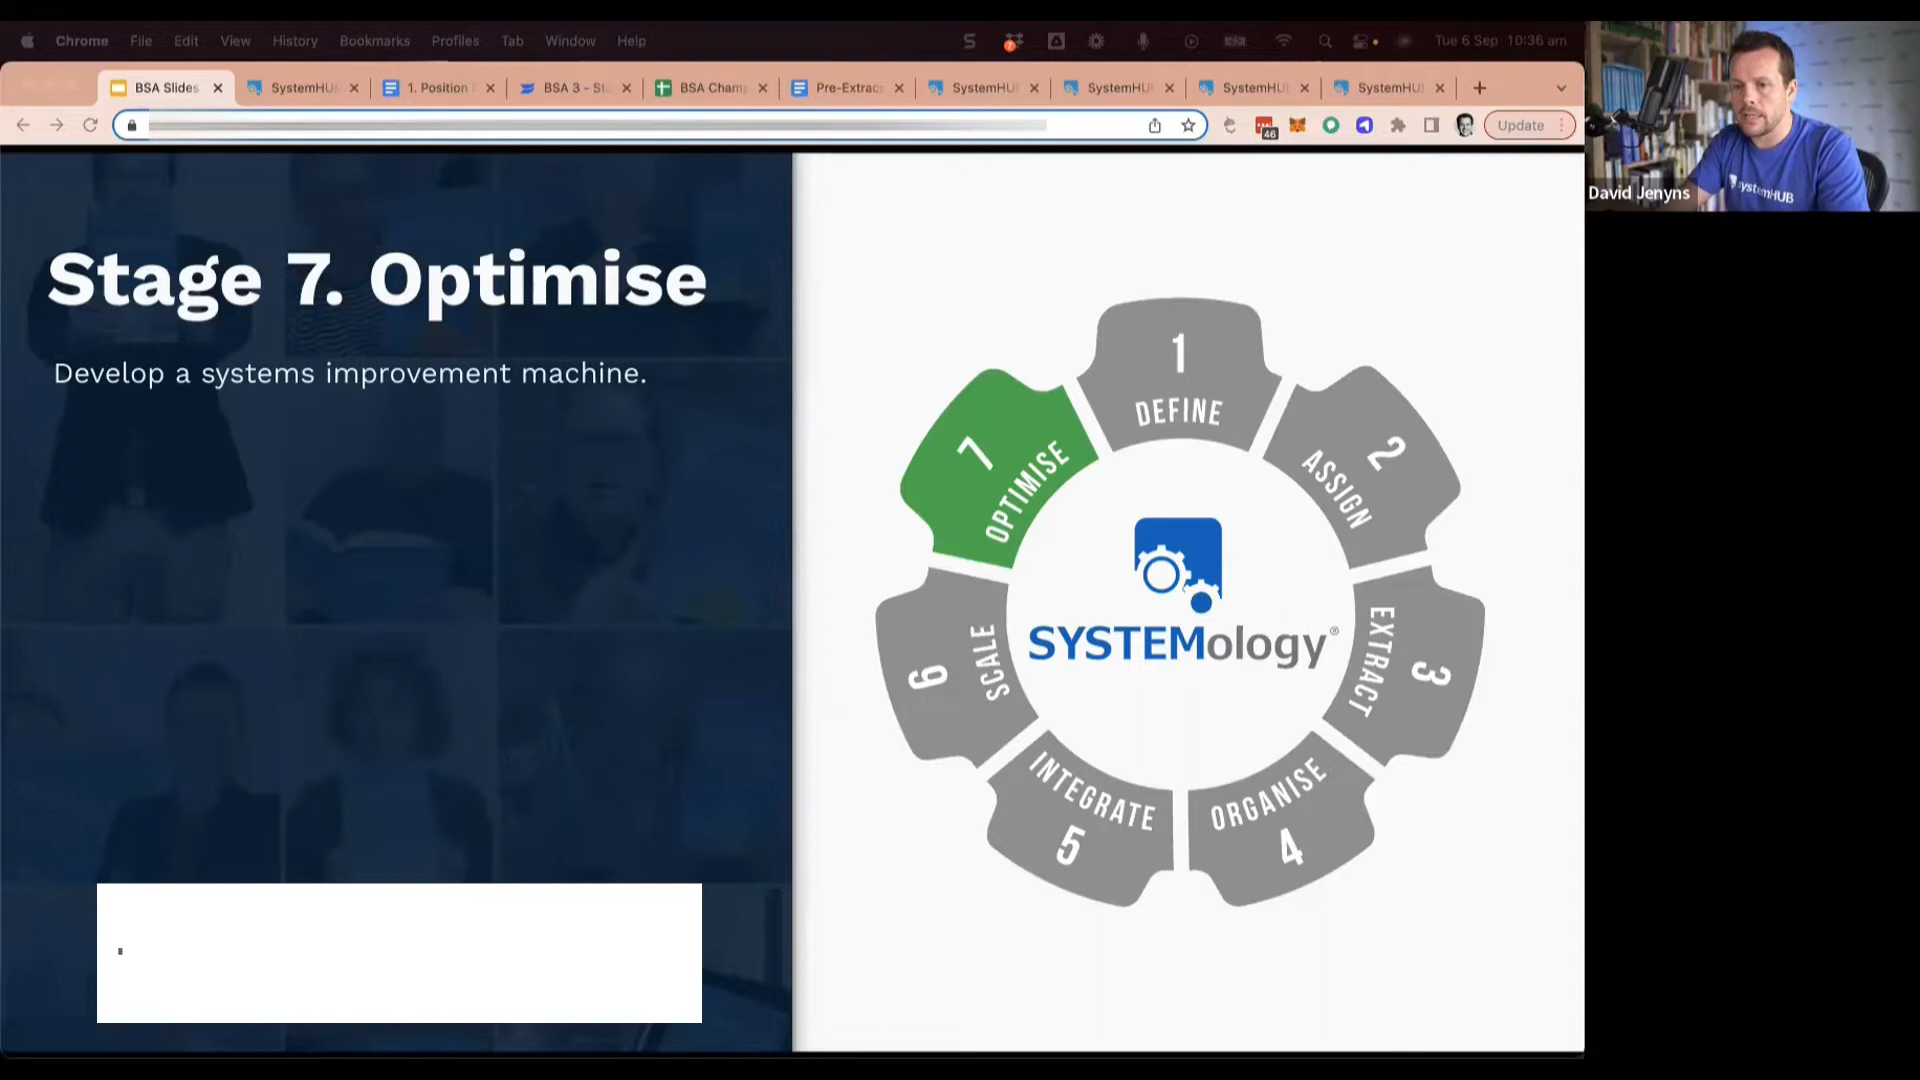 Chrome File Edit View History Bookmarks Profiles Tab Window Help
Tue 6 Sep 10:36 am
BSA Slides
SystemHU
1. Position
BSA 3 - St
BSA Cham
Pre-Extrac
SystemHU
SystemHU
SystemHU
SystemHU
46
Update
David Jenyns
systemHUB
Stage 7. Optimise
Develop a systems improvement machine.
1
DEFINE
2
ASSIGN
3
EXTRACT
4
ORGANISE
5
INTEGRATE
6
SCALE
7
OPTIMISE
SYSTEMology®